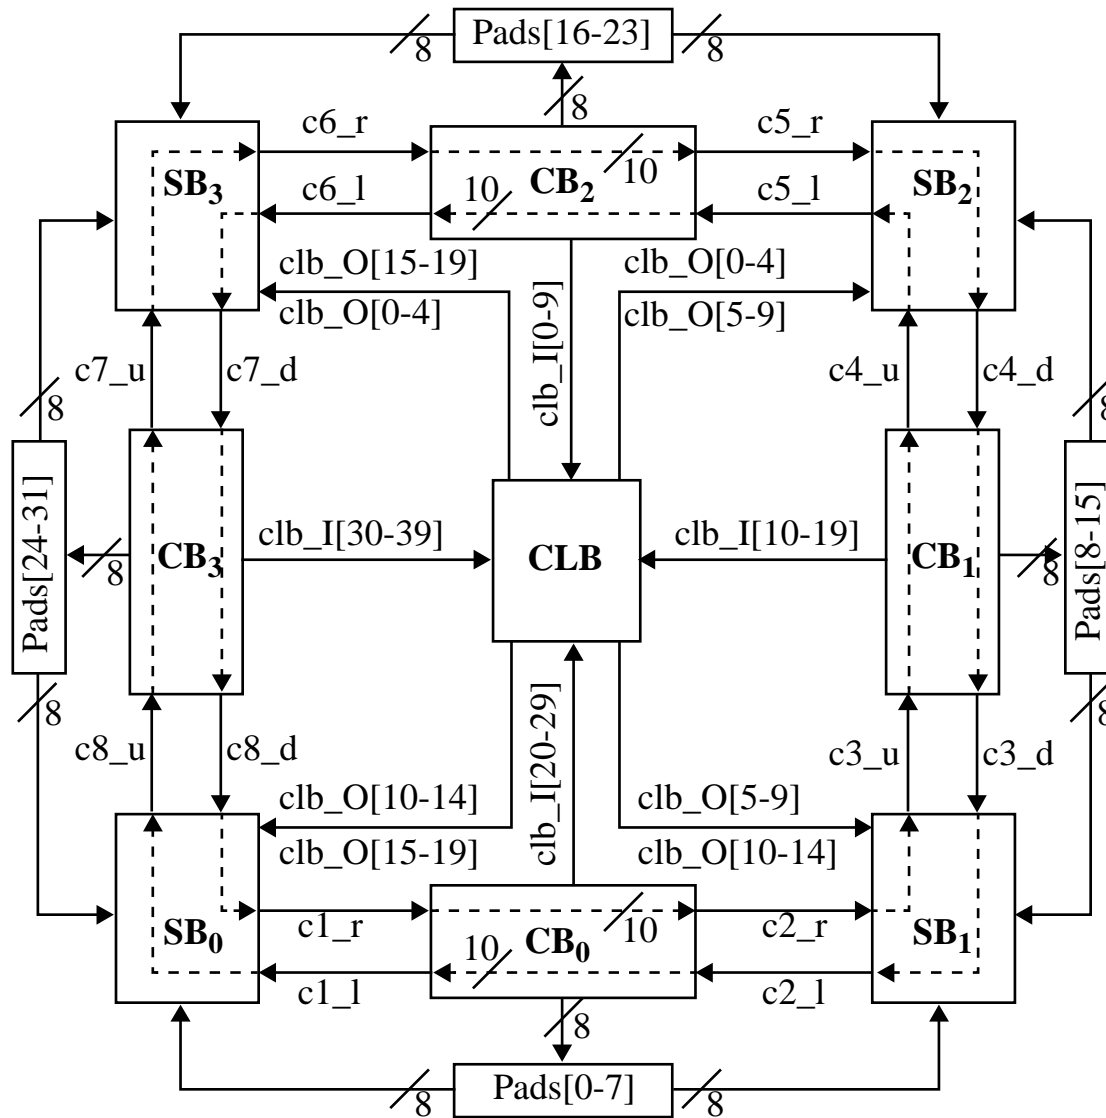 Pads[16-23]
8
8
8
c6_r
c5_r
SB3
10
CB2
10
SB2
c6_l
c5_l
clb_O[15-19]
clb_O[0-4]
clb_O[0-4]
clb_O[5-9]
clb_I[0-9]
c7_u
c7_d
c4_u
c4_d
8
8
Pads[24-31]
8
CB3
clb_I[30-39]
CLB
clb_I[10-19]
CB1
8
Pads[8-15]
8
8
c8_u
c8_d
clb_I[20-29]
c3_u
c3_d
clb_O[10-14]
clb_O[15-19]
clb_O[5-9]
clb_O[10-14]
SB0
c1_r
10
CB0
10
c2_r
SB1
c1_l
c2_l
8
8
Pads[0-7]
8